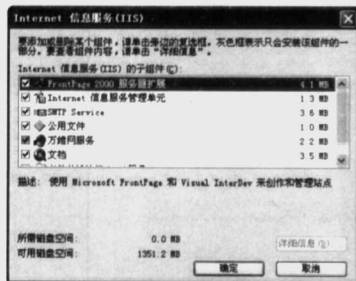 Internet 信息服务(IIS)
要添加或删除某个组件，请单击旁边的复选框。灰色框表示只会安装该组件的一
部分。要查看组件内容，请单击“详细信息”。
Internet 信息服务(IIS) 的子组件(C):
FrontPage 2000 服务器扩展 4.1 MB
Internet 信息服务管理单元 1.3 MB
SMTP Service 3.6 MB
公用文件 1.0 MB
万维网服务 2.2 MB
文档 3.5 MB
描述: 使用 Microsoft FrontPage 和 Visual InterDev 来创作和管理站点
所需磁盘空间: 0.0 MB
可用磁盘空间: 1351.2 MB
详细信息(D)
确定 取消